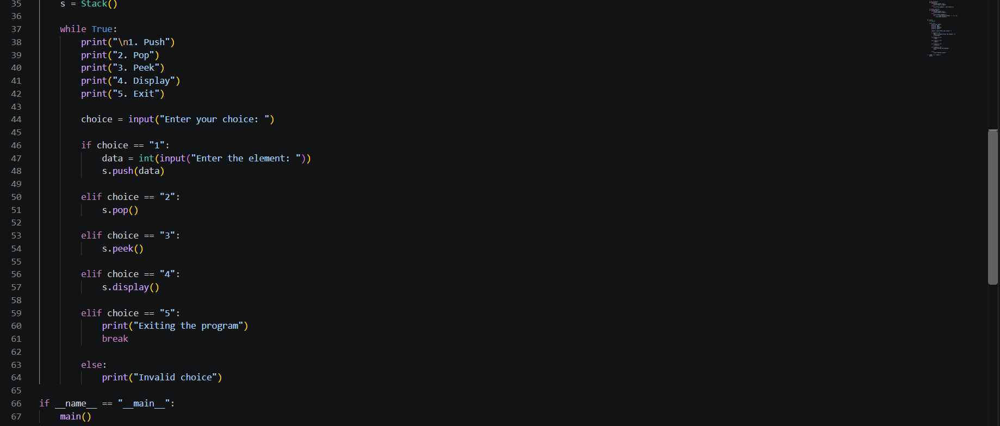 35 s = Stack()
36
37 while True:
38 print("\n1. Push")
39 print("2. Pop")
40 print("3. Peek")
41 print("4. Display")
42 print("5. Exit")
43
44 choice = input("Enter your choice: ")
45
46 if choice == "1":
47 data = int(input("Enter the element: "))
48 s.push(data)
49
50 elif choice == "2":
51 s.pop()
52
53 elif choice == "3":
54 s.peek()
55
56 elif choice == "4":
57 s.display()
58
59 elif choice == "5":
60 print("Exiting the program")
61 break
62
63 else:
64 print("Invalid choice")
65
66 if __name__ == "__main__":
67 main()